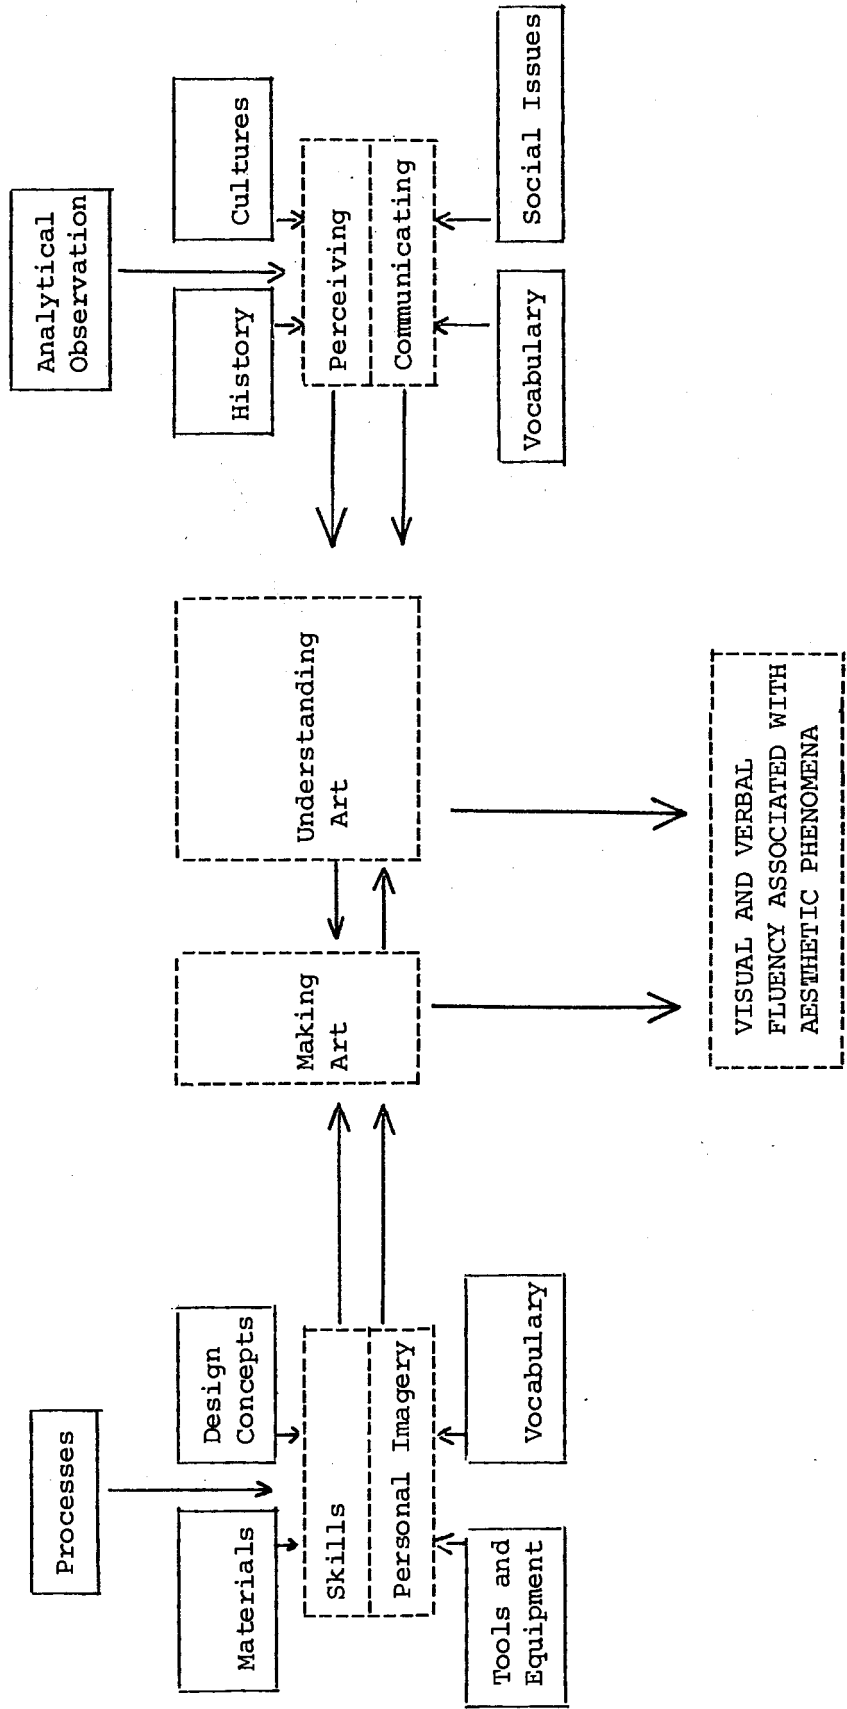 Processes
Analytical
Observation
Materials
Design
Concepts
History
Cultures
Skills
Personal Imagery
Making
Art
Understanding
Art
Perceiving
Communicating
Tools and
Equipment
Vocabulary
Vocabulary
Social Issues
VISUAL AND VERBAL
FLUENCY ASSOCIATED WITH
AESTHETIC PHENOMENA